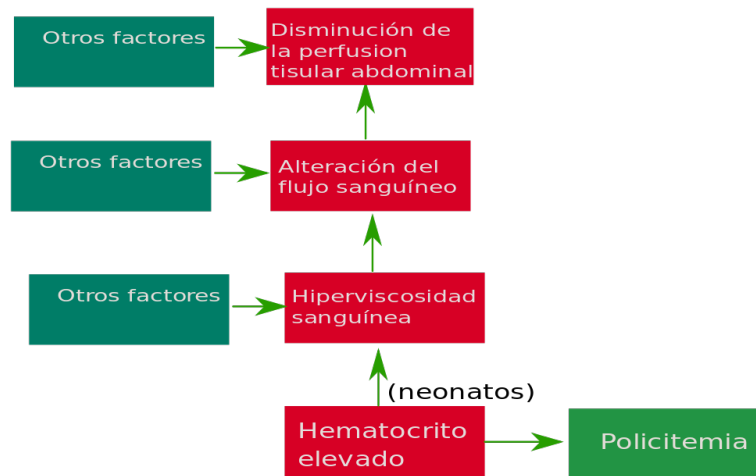 Otros factores
Disminución de
la perfusion
tisular abdominal
Otros factores
Alteración del
flujo sanguíneo
Otros factores
Hiperviscosidad
sanguínea
(neonatos)
Hematocrito
elevado
Policitemia